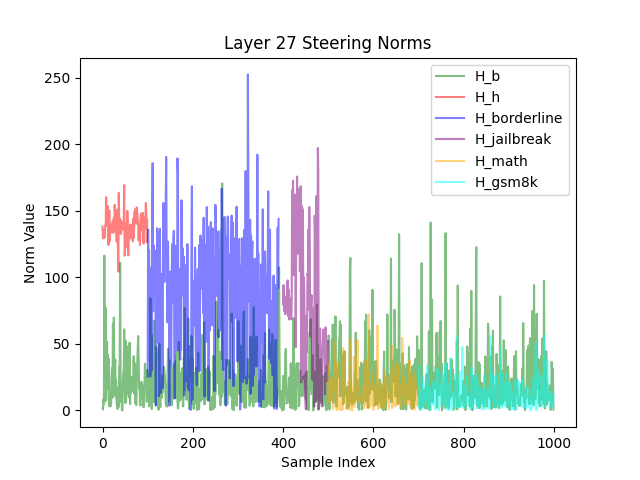 Layer 27 Steering Norms
250
200
150
100
50
0
Norm Value
H_b
H_h
H_borderline
H_jailbreak
H_math
H_gsm8k
0
200
400
600
800
1000
Sample Index